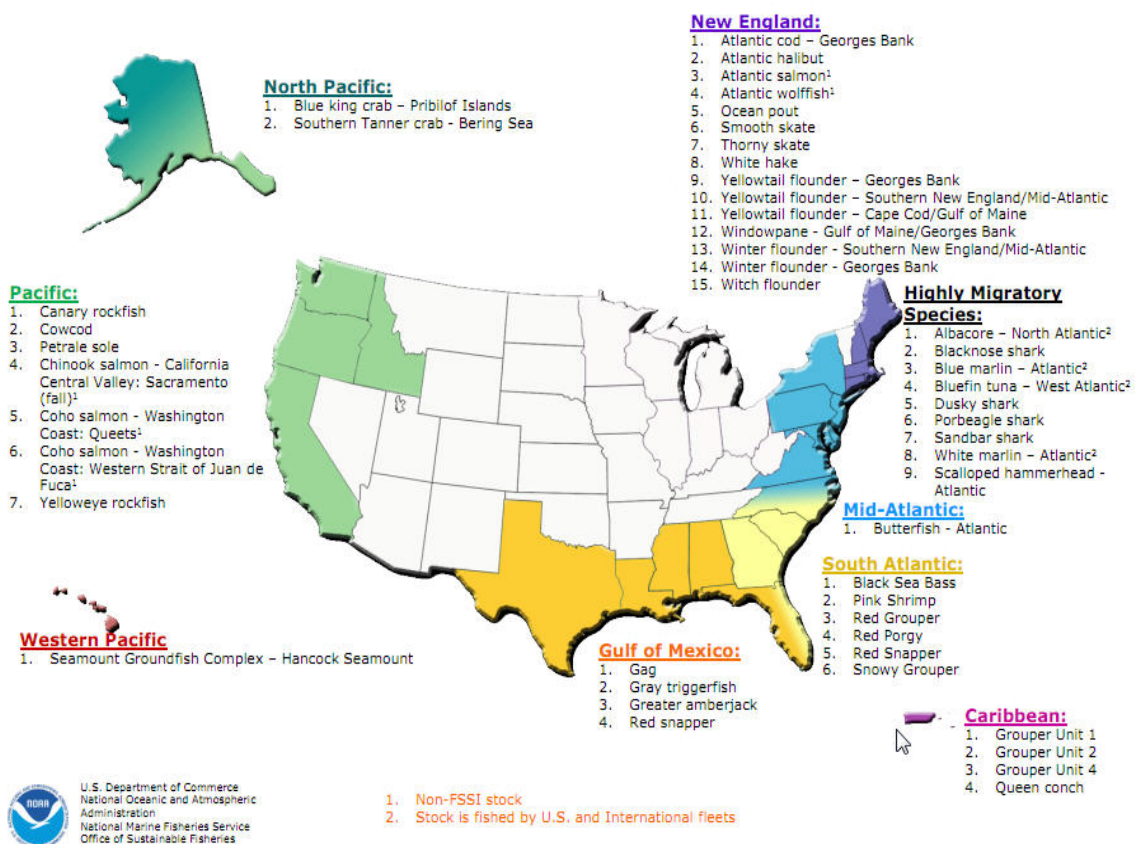 New England:
1. Atlantic cod – Georges Bank
2. Atlantic halibut
3. Atlantic salmon¹
4. Atlantic wolffish¹
5. Ocean pout
6. Smooth skate
7. Thorny skate
8. White hake
9. Yellowtail flounder – Georges Bank
10. Yellowtail flounder – Southern New England/Mid-Atlantic
11. Yellowtail flounder – Cape Cod/Gulf of Maine
12. Windowpane - Gulf of Maine/Georges Bank
13. Winter flounder - Southern New England/Mid-Atlantic
14. Winter flounder - Georges Bank
15. Witch flounder
North Pacific:
1. Blue king crab – Pribilof Islands
2. Southern Tanner crab - Bering Sea
Pacific:
1. Canary rockfish
2. Cowcod
3. Petrale sole
4. Chinook salmon - California
Central Valley: Sacramento
(fall)¹
5. Coho salmon - Washington
Coast: Queets¹
6. Coho salmon - Washington
Coast: Western Strait of Juan de
Fuca¹
7. Yelloweye rockfish
Highly Migratory
Species:
1. Albacore – North Atlantic²
2. Blacknose shark
3. Blue marlin – Atlantic²
4. Bluefin tuna – West Atlantic²
5. Dusky shark
6. Porbeagle shark
7. Sandbar shark
8. White marlin – Atlantic²
9. Scalloped hammerhead -
Atlantic
Mid-Atlantic:
1. Butterfish - Atlantic
South Atlantic:
1. Black Sea Bass
2. Pink Shrimp
3. Red Grouper
4. Red Porgy
5. Red Snapper
6. Snowy Grouper
Western Pacific
1. Seamount Groundfish Complex – Hancock Seamount
Gulf of Mexico:
1. Gag
2. Gray triggerfish
3. Greater amberjack
4. Red snapper
Caribbean:
1. Grouper Unit 1
2. Grouper Unit 2
3. Grouper Unit 4
4. Queen conch
NOAA
U.S. Department of Commerce
National Oceanic and Atmospheric
Administration
National Marine Fisheries Service
Office of Sustainable Fisheries
1. Non-FSSI stock
2. Stock is fished by U.S. and International fleets